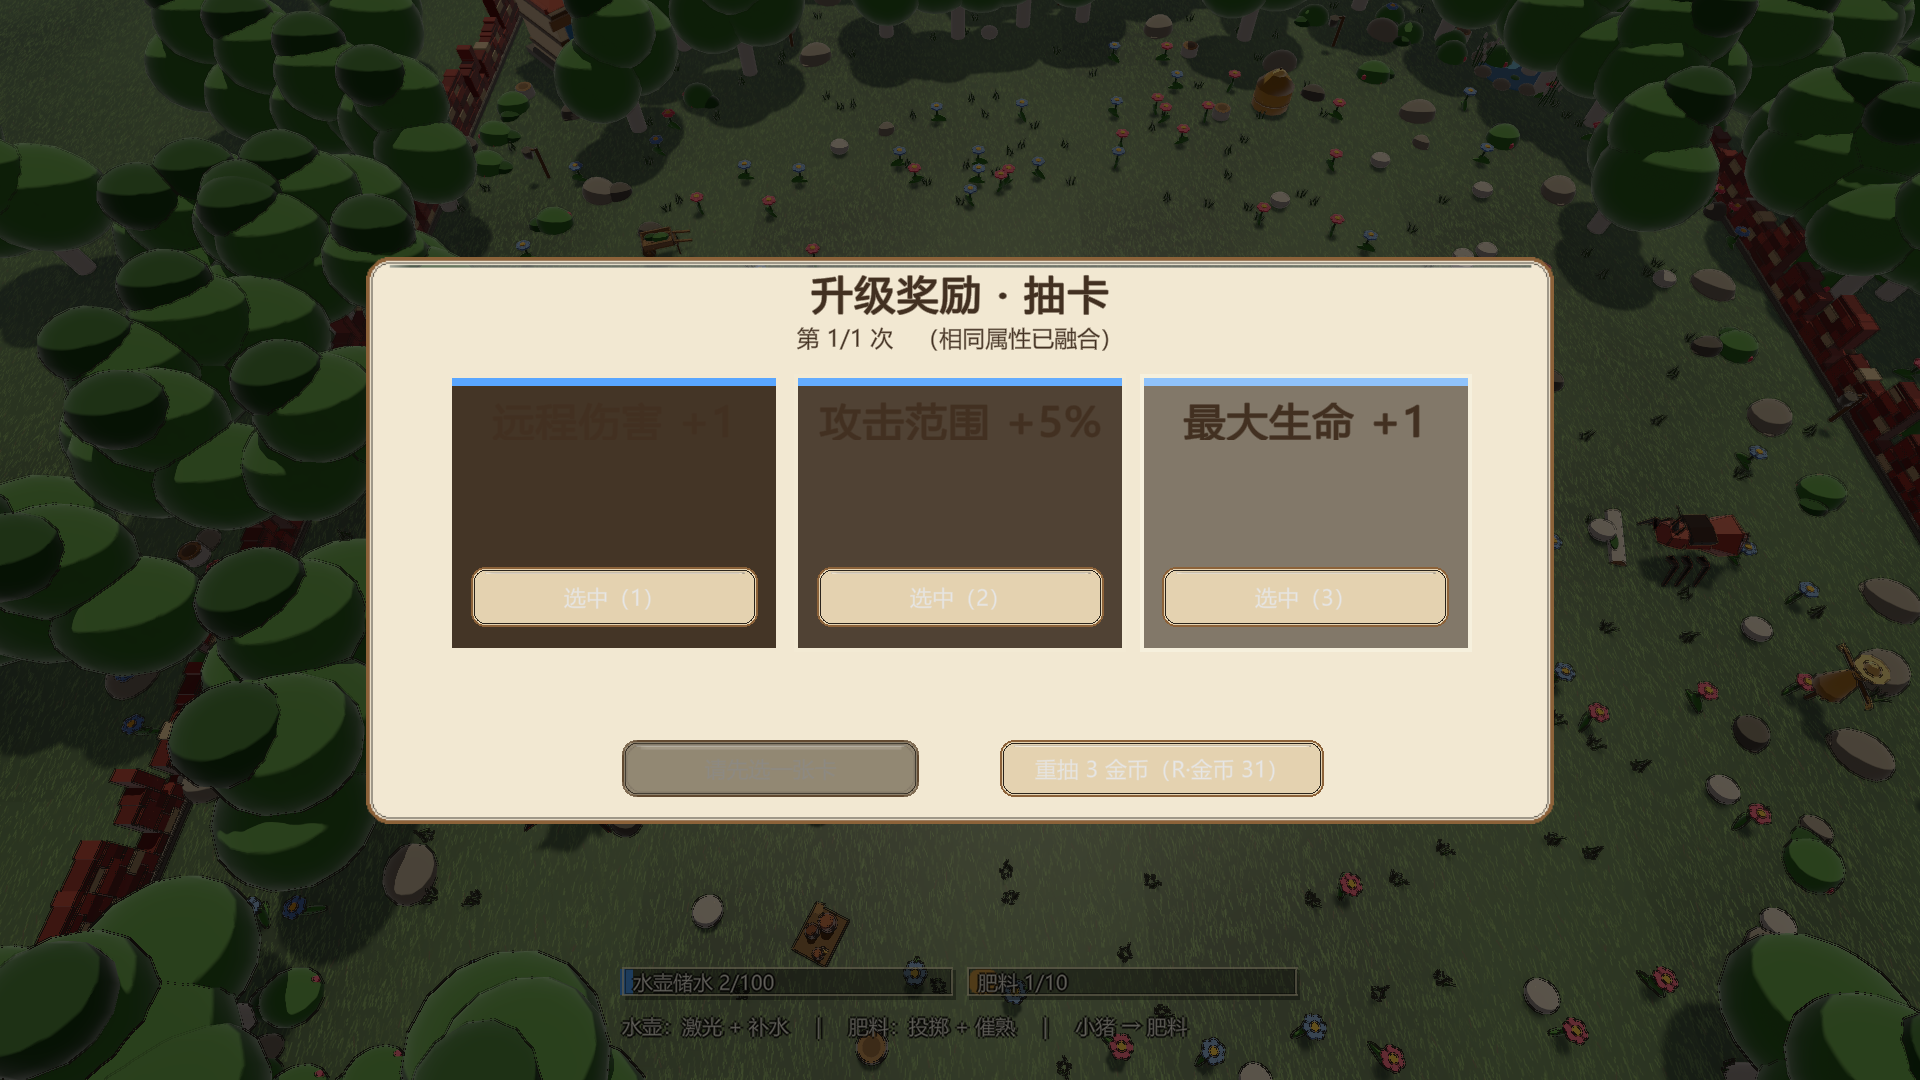 升级奖励 · 抽卡
第 1/1 次 （相同属性已融合）
远程伤害 +1
攻击范围 +5%
最大生命 +1
选中（1）
选中（2）
选中（3）
重抽 3 金币（R·金币 31）
水壶储水 2/100
肥料 1/10
水壶：激光 + 补水 | 肥料：投掷 + 催熟 | 小猪 → 肥料